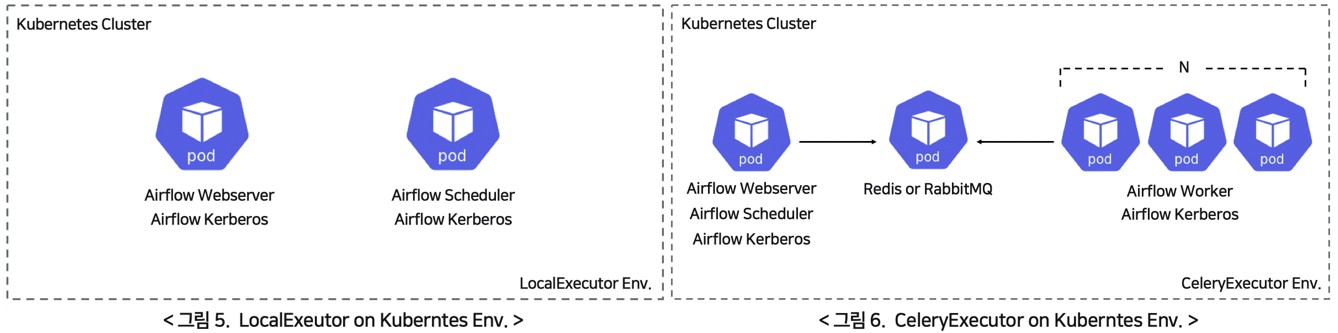 Kubernetes Cluster
pod
Airflow Webserver
Airflow Kerberos
pod
Airflow Scheduler
Airflow Kerberos
LocalExecutor Env.
< 그림 5. LocalExeutor on Kuberntes Env. >
Kubernetes Cluster
pod
Airflow Webserver
Airflow Scheduler
Airflow Kerberos
pod
Redis or RabbitMQ
N
pod
pod
pod
Airflow Worker
Airflow Kerberos
CeleryExecutor Env.
< 그림 6. CeleryExecutor on Kuberntes Env. >